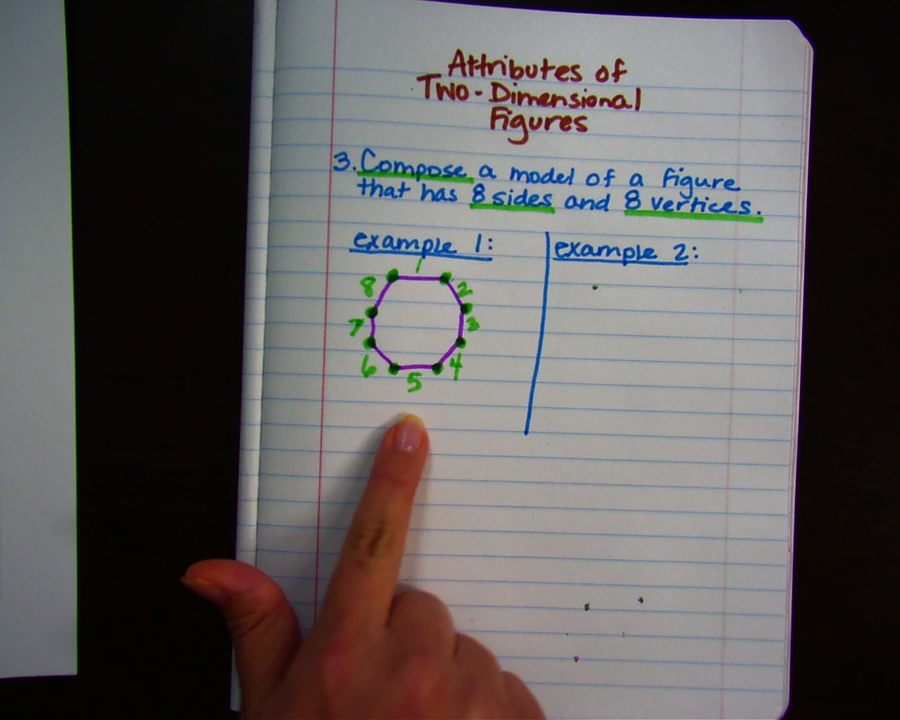 Attributes of
Two-Dimensional
Figures
3. Compose a model of a figure
that has 8 sides and 8 vertices.
example 1:
example 2:
1
8
2
7
3
6
4
5